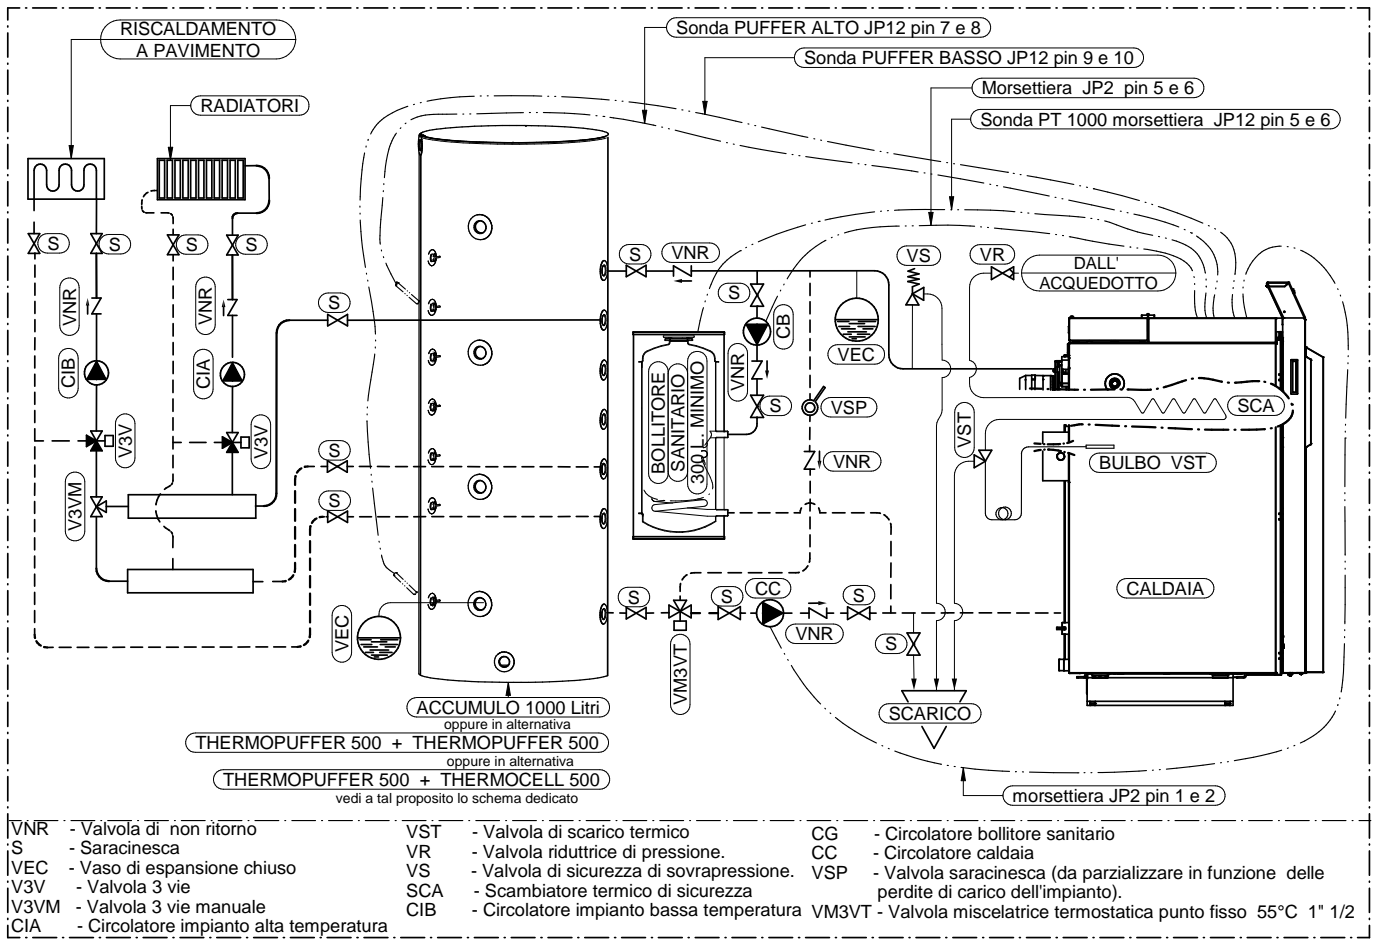 RISCALDAMENTO
A PAVIMENTO
Sonda PUFFER ALTO JP12 pin 7 e 8
Sonda PUFFER BASSO JP12 pin 9 e 10
Morsettiera JP2 pin 5 e 6
Sonda PT 1000 morsettiera JP12 pin 5 e 6
RADIATORI
S
S
S
S
S
VNR
VS
VR
DALL'
ACQUEDOTTO
VNR
VNR
S
S
CB
VEC
CIB
CIA
VNR
BOLLITORE
SANITARIO
300 L. MINIMO
S
VSP
SCA
V3V
V3V
VST
S
VNR
BULBO VST
V3VM
S
CALDAIA
S
S
CC
S
VEC
VNR
S
VM3VT
SCARICO
ACCUMULO 1000 Litri
oppure in alternativa
THERMOPUFFER 500 + THERMOPUFFER 500
oppure in alternativa
THERMOPUFFER 500 + THERMOCELL 500
vedi a tal proposito lo schema dedicato
morsettiera JP2 pin 1 e 2
VNR - Valvola di non ritorno
S - Saracinesca
VEC - Vaso di espansione chiuso
V3V - Valvola 3 vie
V3VM - Valvola 3 vie manuale
CIA - Circolatore impianto alta temperatura
VST - Valvola di scarico termico
VR - Valvola riduttrice di pressione.
VS - Valvola di sicurezza di sovrapressione.
SCA - Scambiatore termico di sicurezza
CIB - Circolatore impianto bassa temperatura
CG - Circolatore bollitore sanitario
CC - Circolatore caldaia
VSP - Valvola saracinesca (da parzializzare in funzione delle
perdite di carico dell'impianto).
VM3VT - Valvola miscelatrice termostatica punto fisso 55°C 1" 1/2